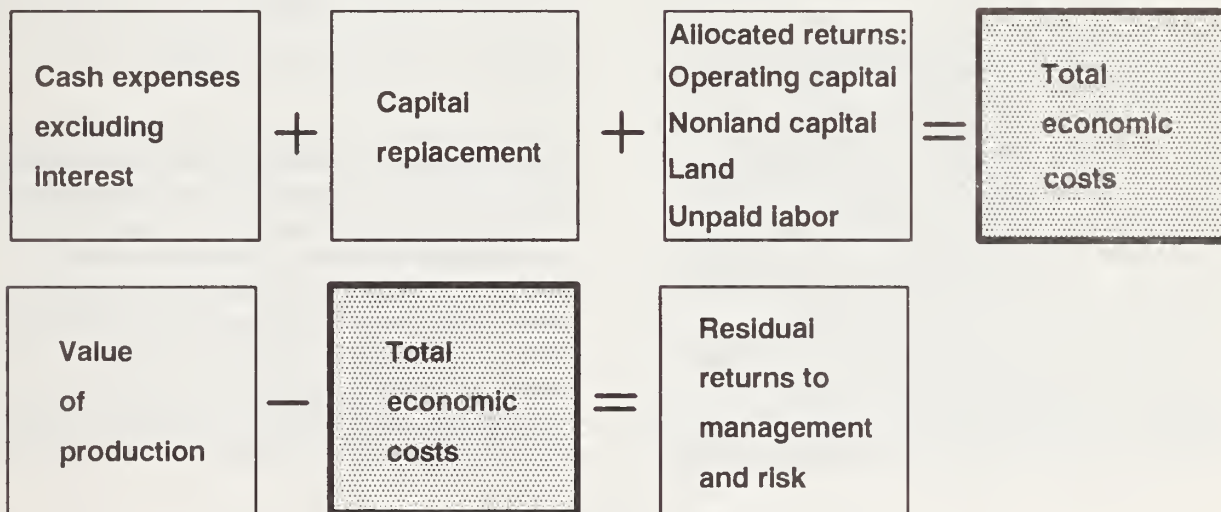 Cash expenses
excluding
interest
+
Capital
replacement
+
Allocated returns:
Operating capital
Nonland capital
Land
Unpaid labor
=
Total
economic
costs
Value
of
production
—
Total
economic
costs
=
Residual
returns to
management
and risk